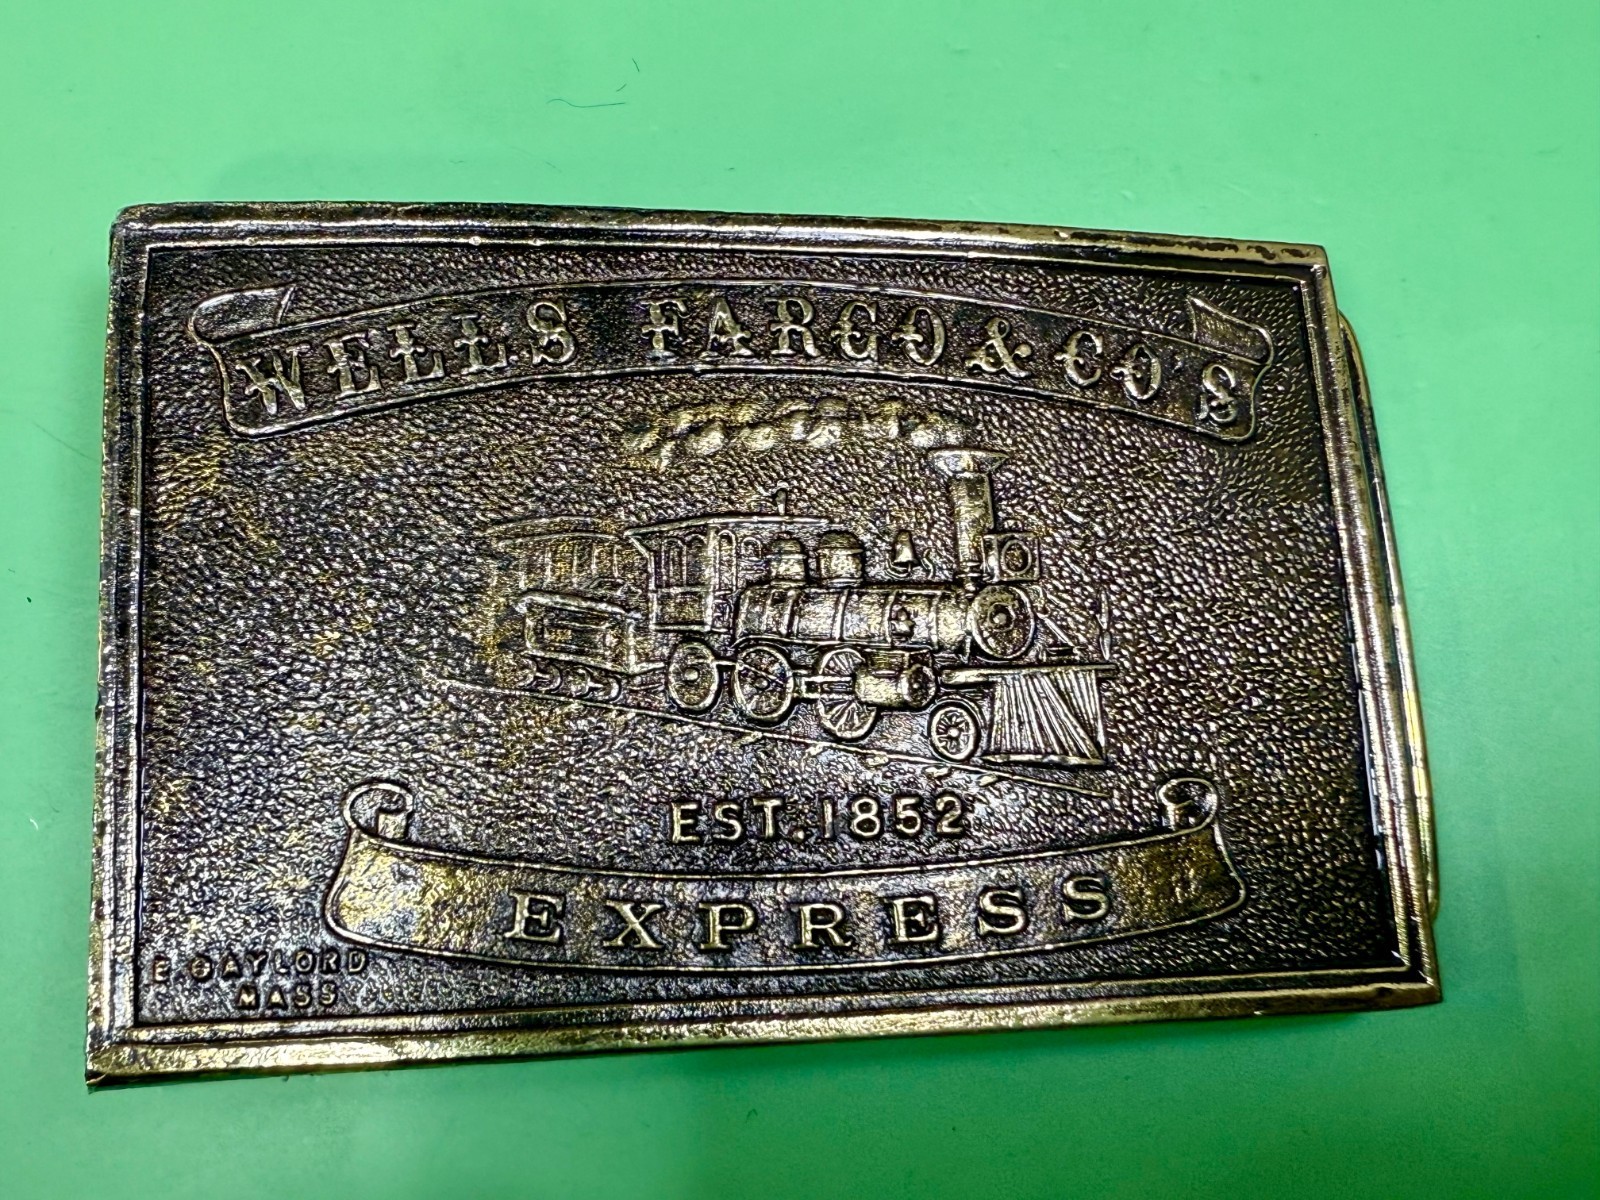 WELLS FARGO & CO'S
EST. 1852
EXPRESS
E GAYLORD
MASS